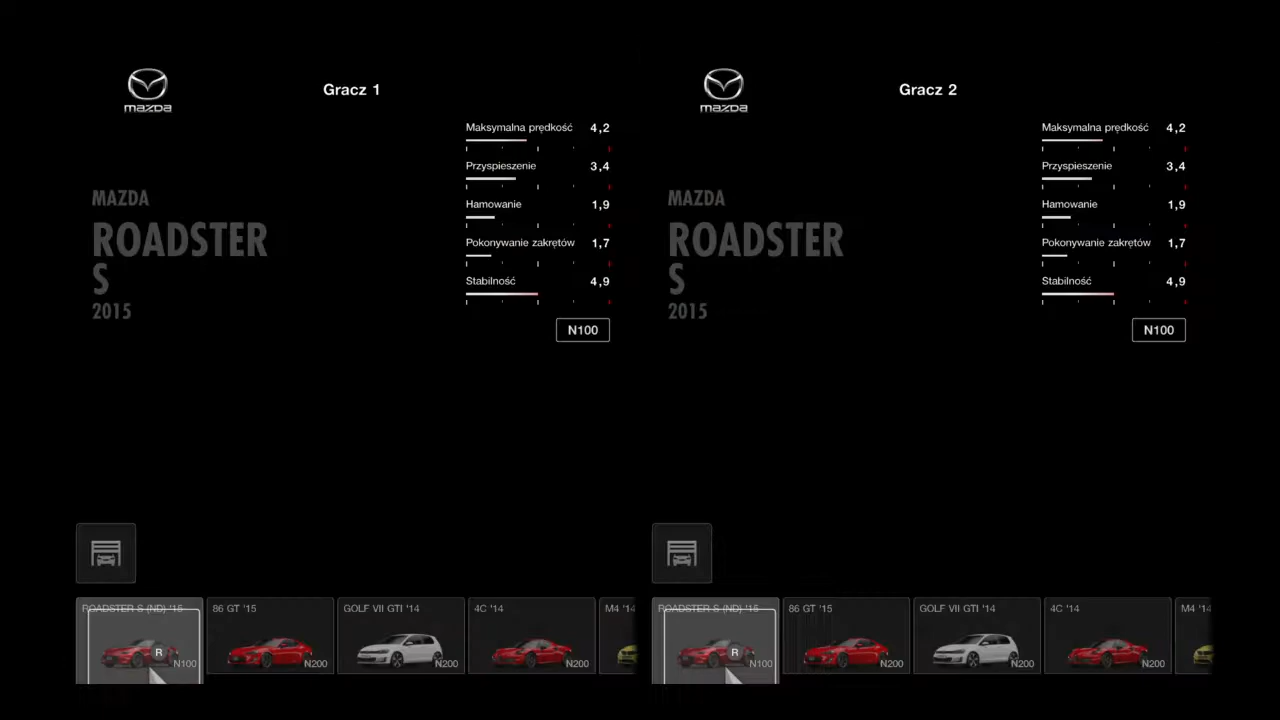 mazda
Gracz 1
Maksymalna prędkość 4,2
Przyspieszenie 3,4
Hamowanie 1,9
Pokonywanie zakrętów 1,7
Stabilność 4,9
N100
MAZDA
ROADSTER
S
2015
ROADSTER S (ND) '15
R
N100
86 GT '15
N200
GOLF VII GTI '14
N200
4C '14
N200
M4 '14
mazda
Gracz 2
Maksymalna prędkość 4,2
Przyspieszenie 3,4
Hamowanie 1,9
Pokonywanie zakrętów 1,7
Stabilność 4,9
N100
MAZDA
ROADSTER
S
2015
ROADSTER S (ND) '15
R
N100
86 GT '15
N200
GOLF VII GTI '14
N200
4C '14
N200
M4 '14